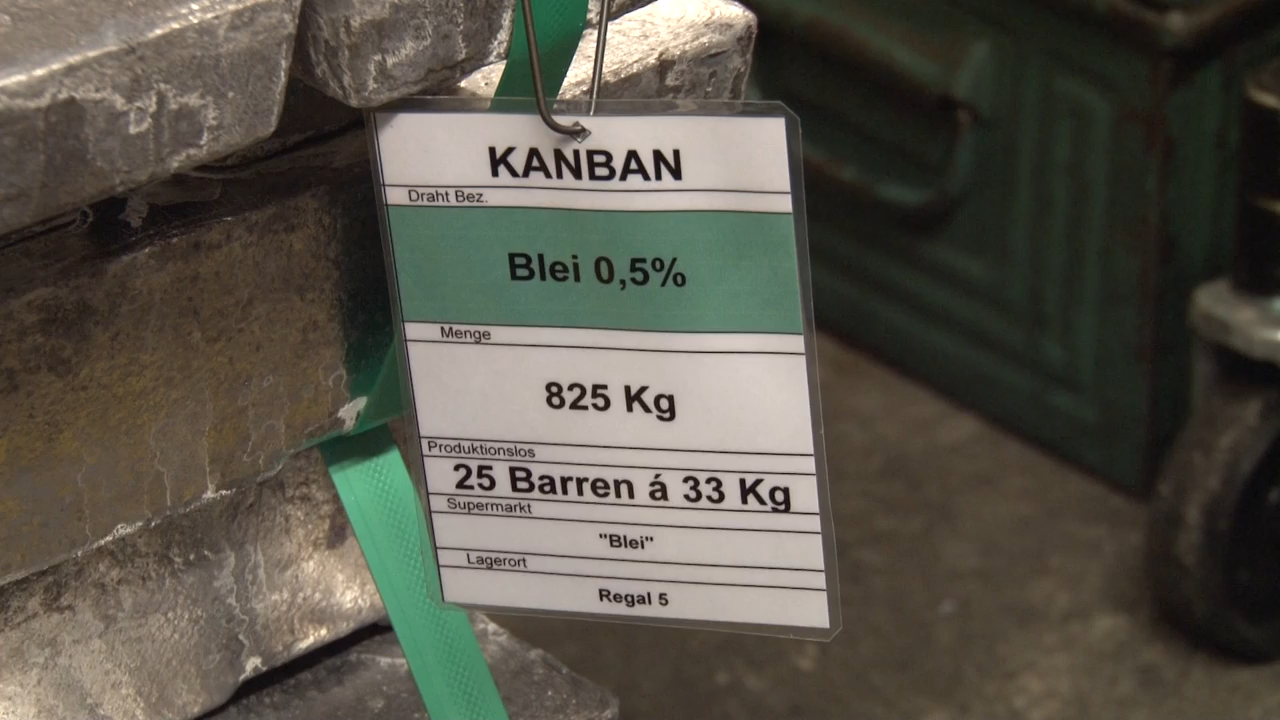 KANBAN
Draht Bez.
Blei 0,5%
Menge
825 Kg
Produktionslos
25 Barren á 33 Kg
Supermarkt
"Blei"
Lagerort
Regal 5